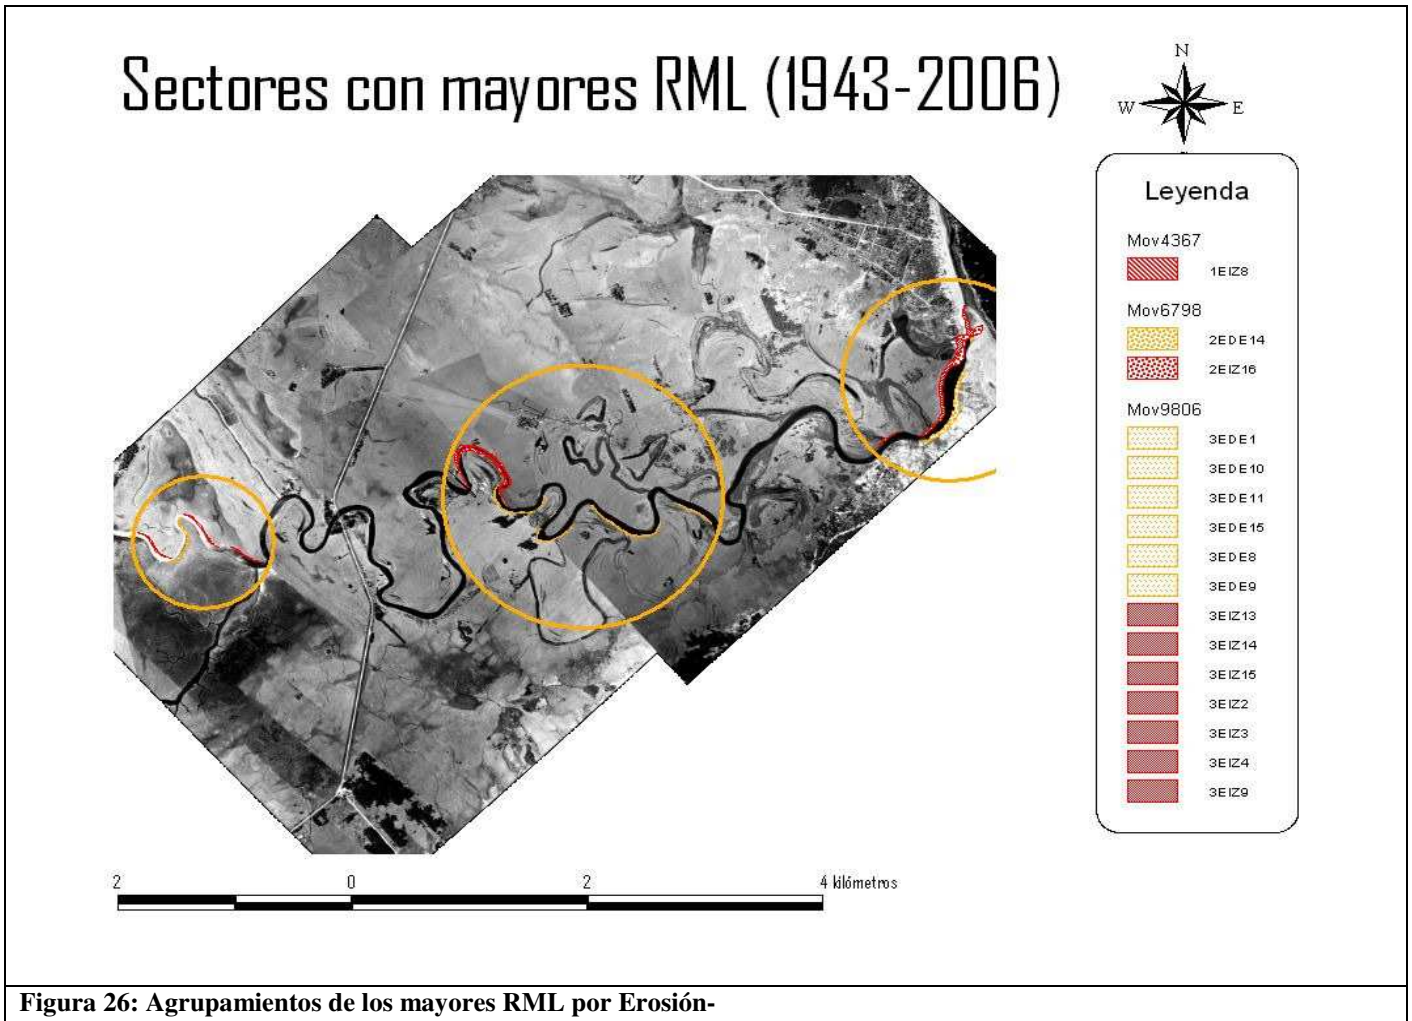 Sectores con mayores RML (1943-2006)
N
W
E
Leyenda
Mov4367
1EIZ8
Mov6798
2EDE14
2EIZ16
Mov9806
3EDE1
3EDE10
3EDE11
3EDE15
3EDE8
3EDE9
3EIZ13
3EIZ14
3EIZ15
3EIZ2
3EIZ3
3EIZ4
3EIZ9
2 0 2 4 kilómetros
Figura 26: Agrupamientos de los mayores RML por Erosión-